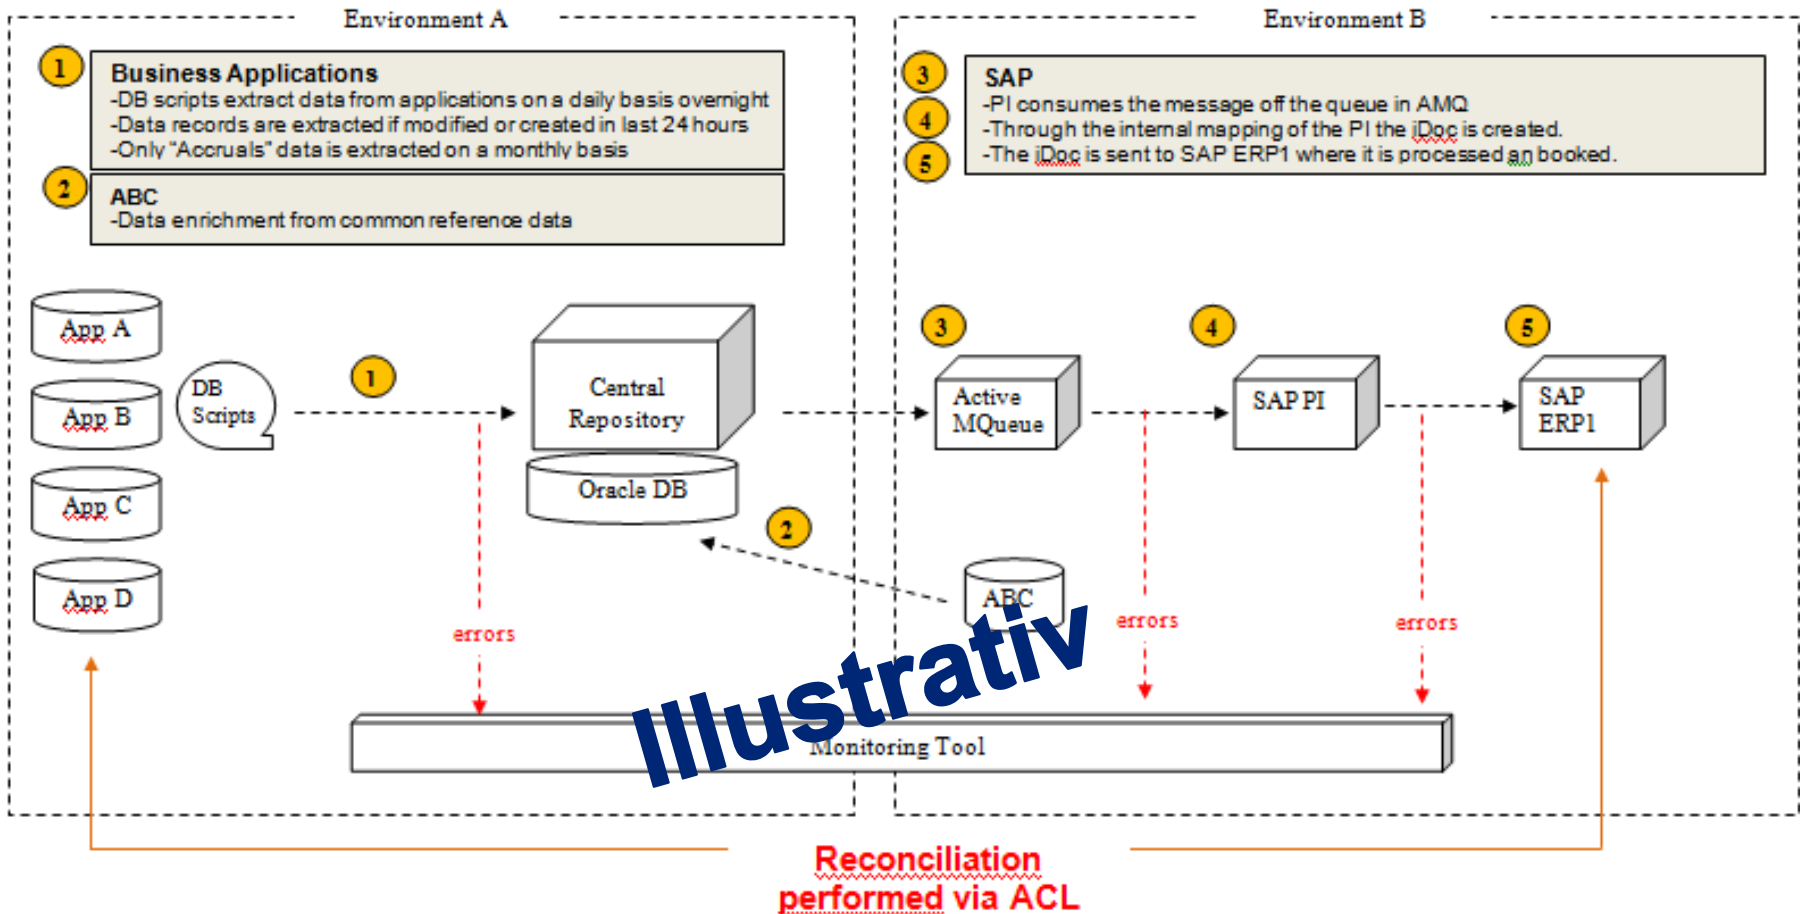 Environment A
Environment B
1
Business Applications
-DB scripts extract data from applications on a daily basis overnight
-Data records are extracted if modified or created in last 24 hours
-Only "Accruals" data is extracted on a monthly basis
2
ABC
-Data enrichment from common reference data
3
4
5
SAP
-PI consumes the message off the queue in AMQ
-Through the internal mapping of the PI the iDoc is created.
-The iDoc is sent to SAP ERP1 where it is processed an booked.
App A
App B
App C
App D
DB
Scripts
1
Central
Repository
Oracle DB
2
ABC
3
Active
MQueue
4
SAP PI
5
SAP
ERP1
errors
errors
errors
Illustrativ
Monitoring Tool
Reconciliation
performed via ACL